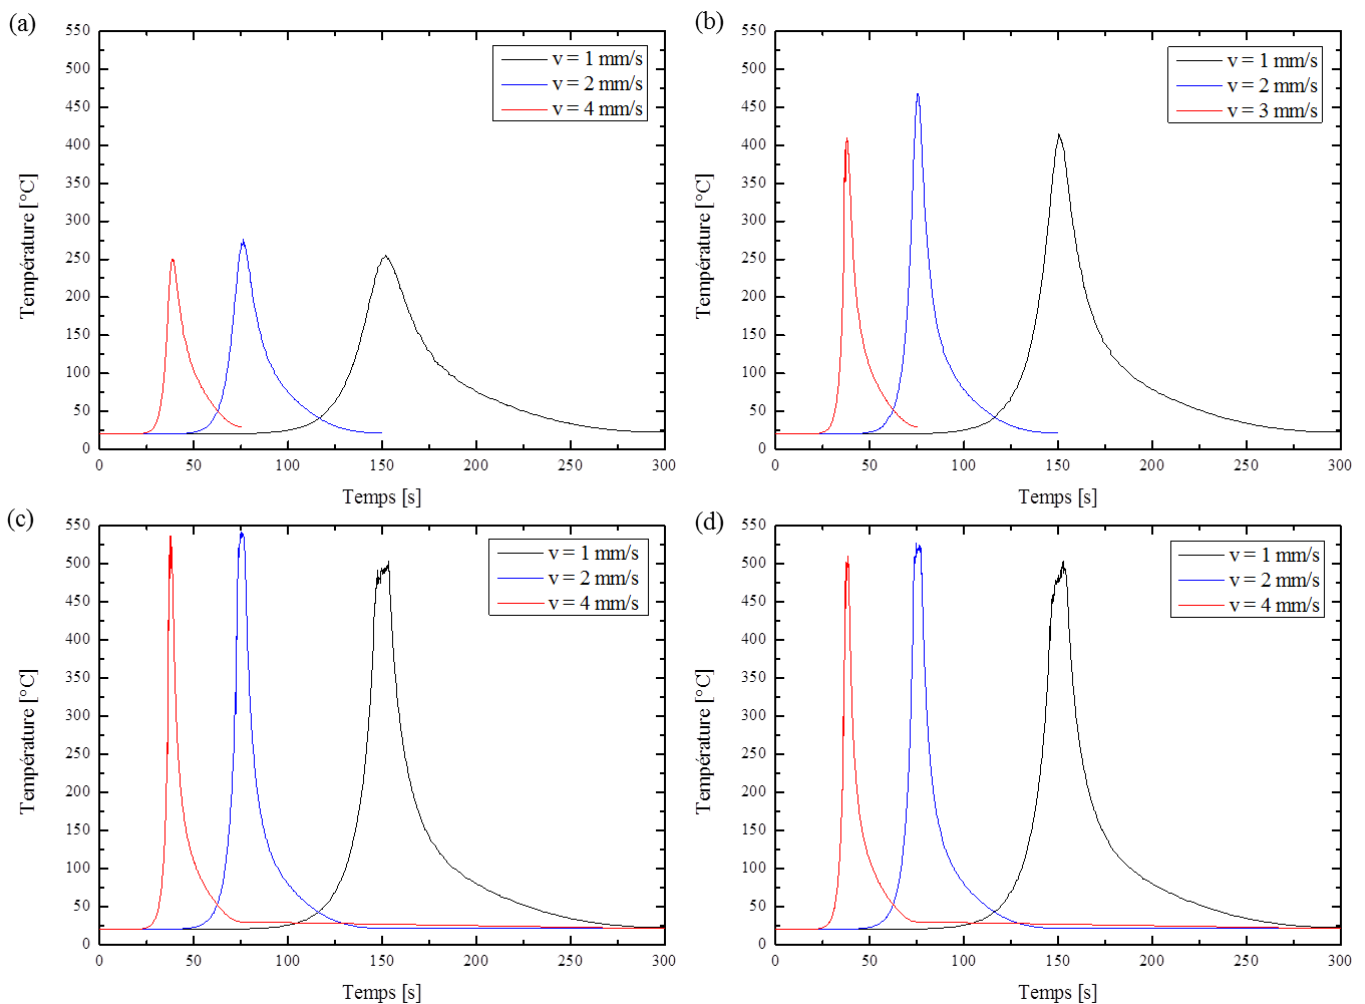 (a)
550
500
450
400
350
300
250
200
150
100
50
0
Température [°C]
v = 1 mm/s
v = 2 mm/s
v = 4 mm/s
0 50 100 150 200 250 300
Temps [s]
(b)
550
500
450
400
350
300
250
200
150
100
50
0
Température [°C]
v = 1 mm/s
v = 2 mm/s
v = 3 mm/s
0 50 100 150 200 250 300
Temps [s]
(c)
550
500
450
400
350
300
250
200
150
100
50
0
Température [°C]
v = 1 mm/s
v = 2 mm/s
v = 4 mm/s
0 50 100 150 200 250 300
Temps [s]
(d)
550
500
450
400
350
300
250
200
150
100
50
0
Température [°C]
v = 1 mm/s
v = 2 mm/s
v = 4 mm/s
0 50 100 150 200 250 300
Temps [s]